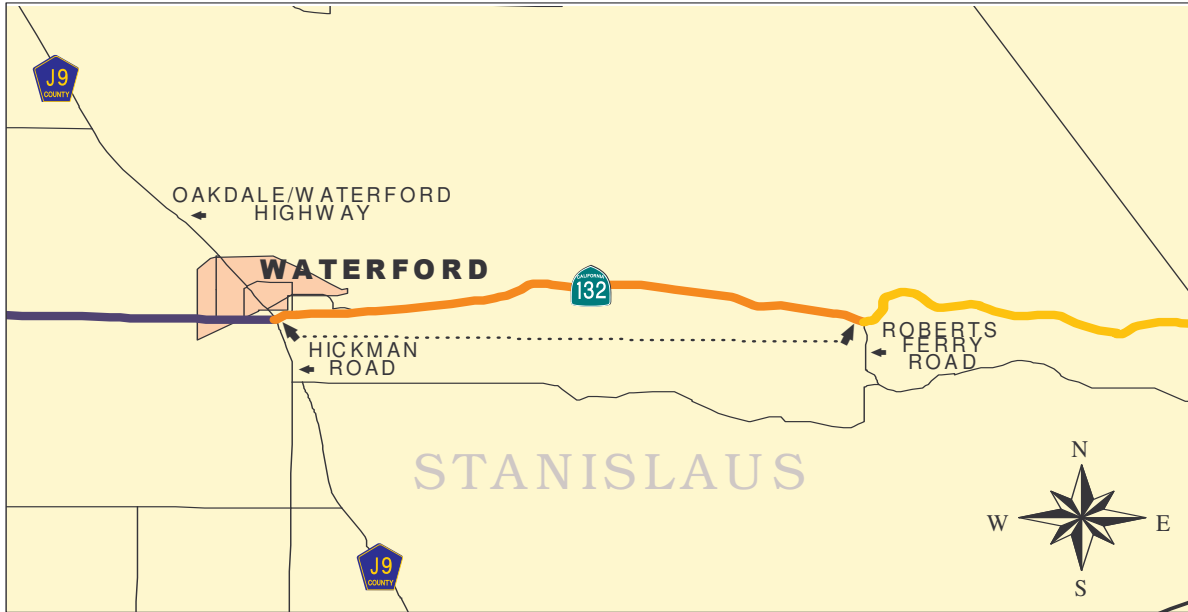 J9
COUNTY
OAKDALE/WATERFORD
HIGHWAY
WATERFORD
CALIFORNIA
132
HICKMAN
ROAD
ROBERTS
FERRY
ROAD
STANISLAUS
N
W
E
S
J9
COUNTY